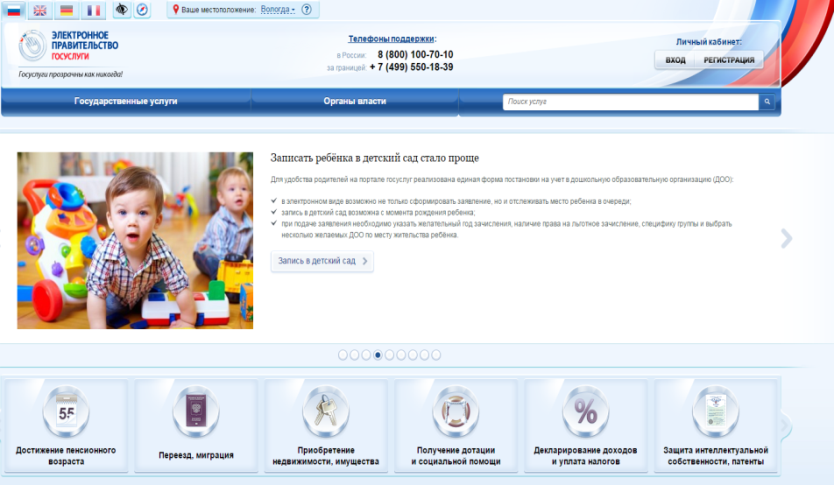 Ваше местоположение: Вологда ?
ЭЛЕКТРОННОЕ
ПРАВИТЕЛЬСТВО
ГОСУСЛУГИ
Госуслуги прозрачны как никогда!
Телефоны поддержки:
в России: 8 (800) 100-70-10
за границей: + 7 (499) 550-18-39
Личный кабинет:
ВХОД РЕГИСТРАЦИЯ
Государственные услуги Органы власти Поиск услуг
Записать ребёнка в детский сад стало проще
Для удобства родителей на портале госуслуг реализована единая форма постановки на учет в дошкольную образовательную организацию (ДОО):
в электронном виде возможно не только сформировать заявление, но и отслеживать место ребенка в очереди;
запись в детский сад возможна с момента рождения ребенка;
при подаче заявления необходимо указать желательный год зачисления, наличие права на льготное зачисление, специфику группы и выбрать
несколько желаемых ДОО по месту жительства ребёнка.
Запись в детский сад
55
%
Достижение пенсионного
возраста
Переезд, миграция
Приобретение
недвижимости, имущества
Получение дотации
и социальной помощи
Декларирование доходов
и уплата налогов
Защита интеллектуальной
собственности, патенты